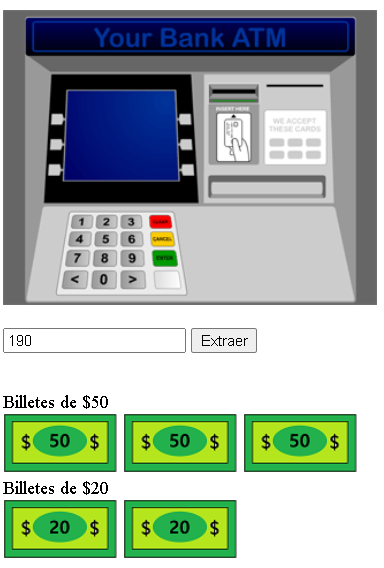 Your Bank ATM
INSERT HERE
WE ACCEPT
THESE CARDS
1 2 3
4 5 6 CANCEL
7 8 9 ENTER
< 0 >
190 Extraer
Billetes de $50
$ 50 $ $ 50 $ $ 50 $
Billetes de $20
$ 20 $ $ 20 $